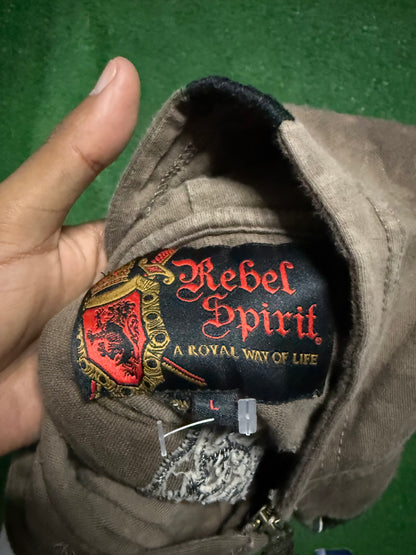 Rebel
Spirit
A ROYAL WAY OF LIFE
L